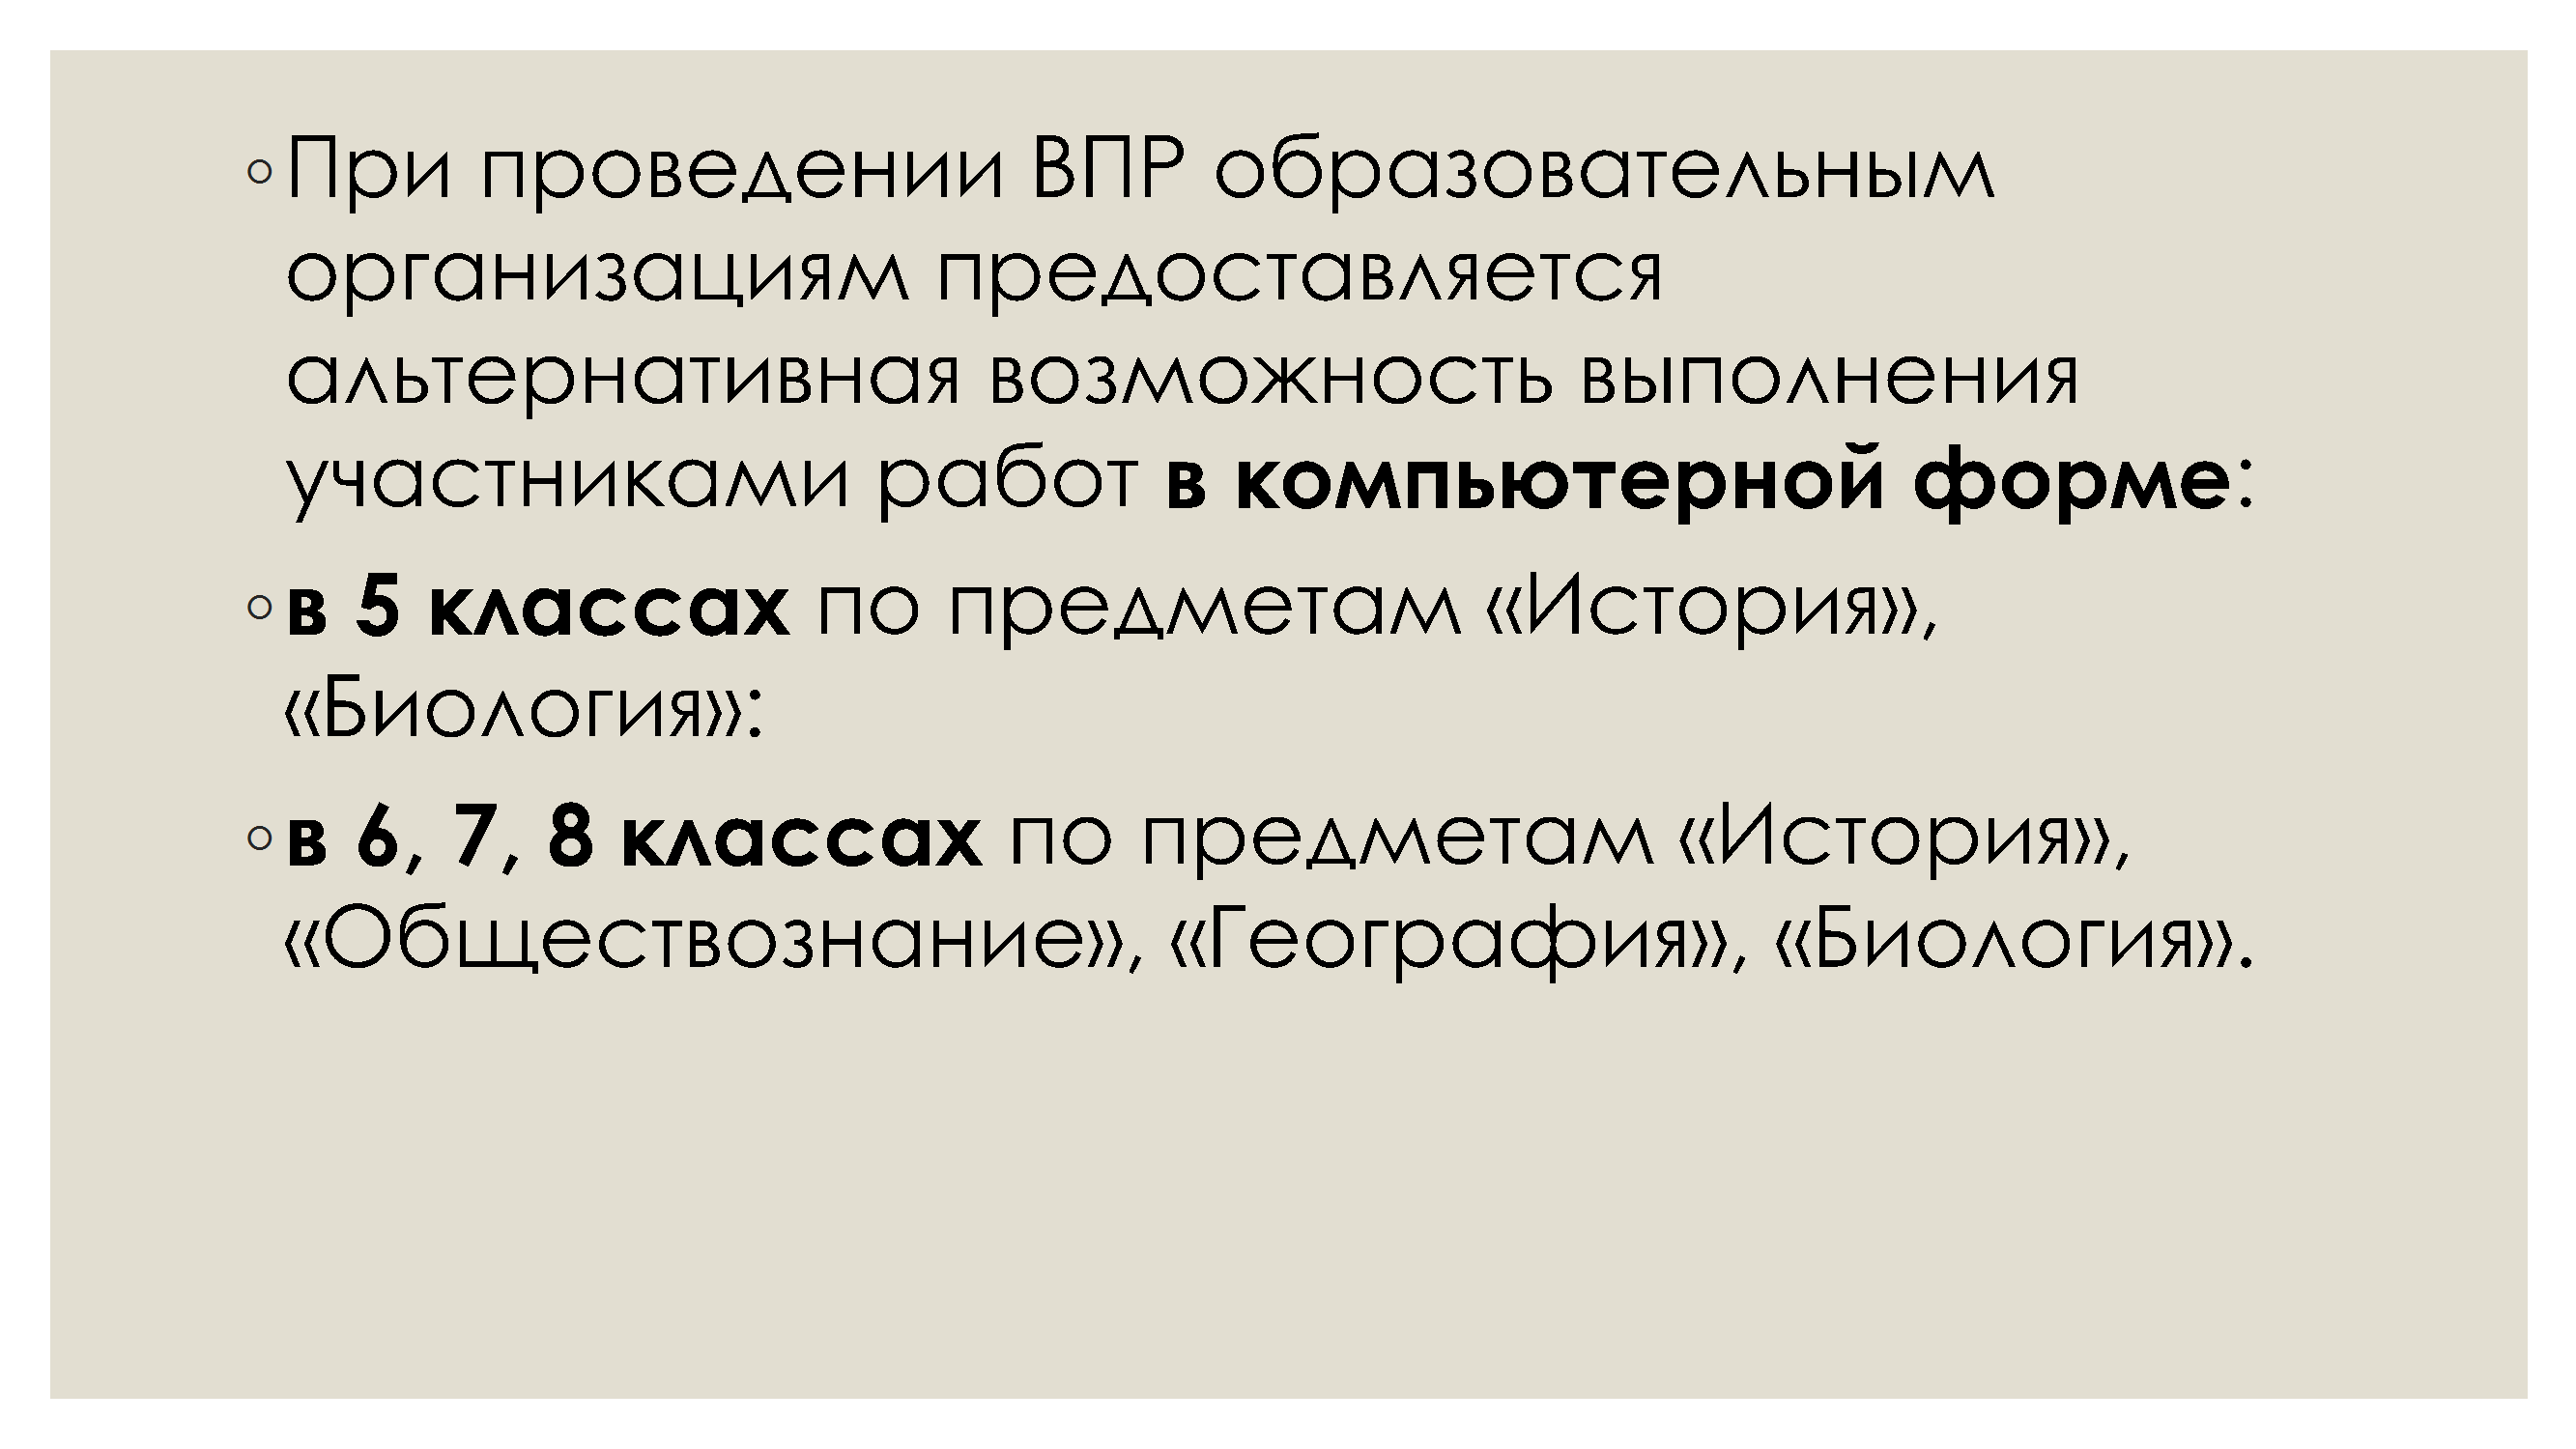 ◦При проведении ВПР образовательным
организациям предоставляется
альтернативная возможность выполнения
участниками работ в компьютерной форме:
◦в 5 классах по предметам «История»,
«Биология»:
◦в 6, 7, 8 классах по предметам «История»,
«Обществознание», «География», «Биология».